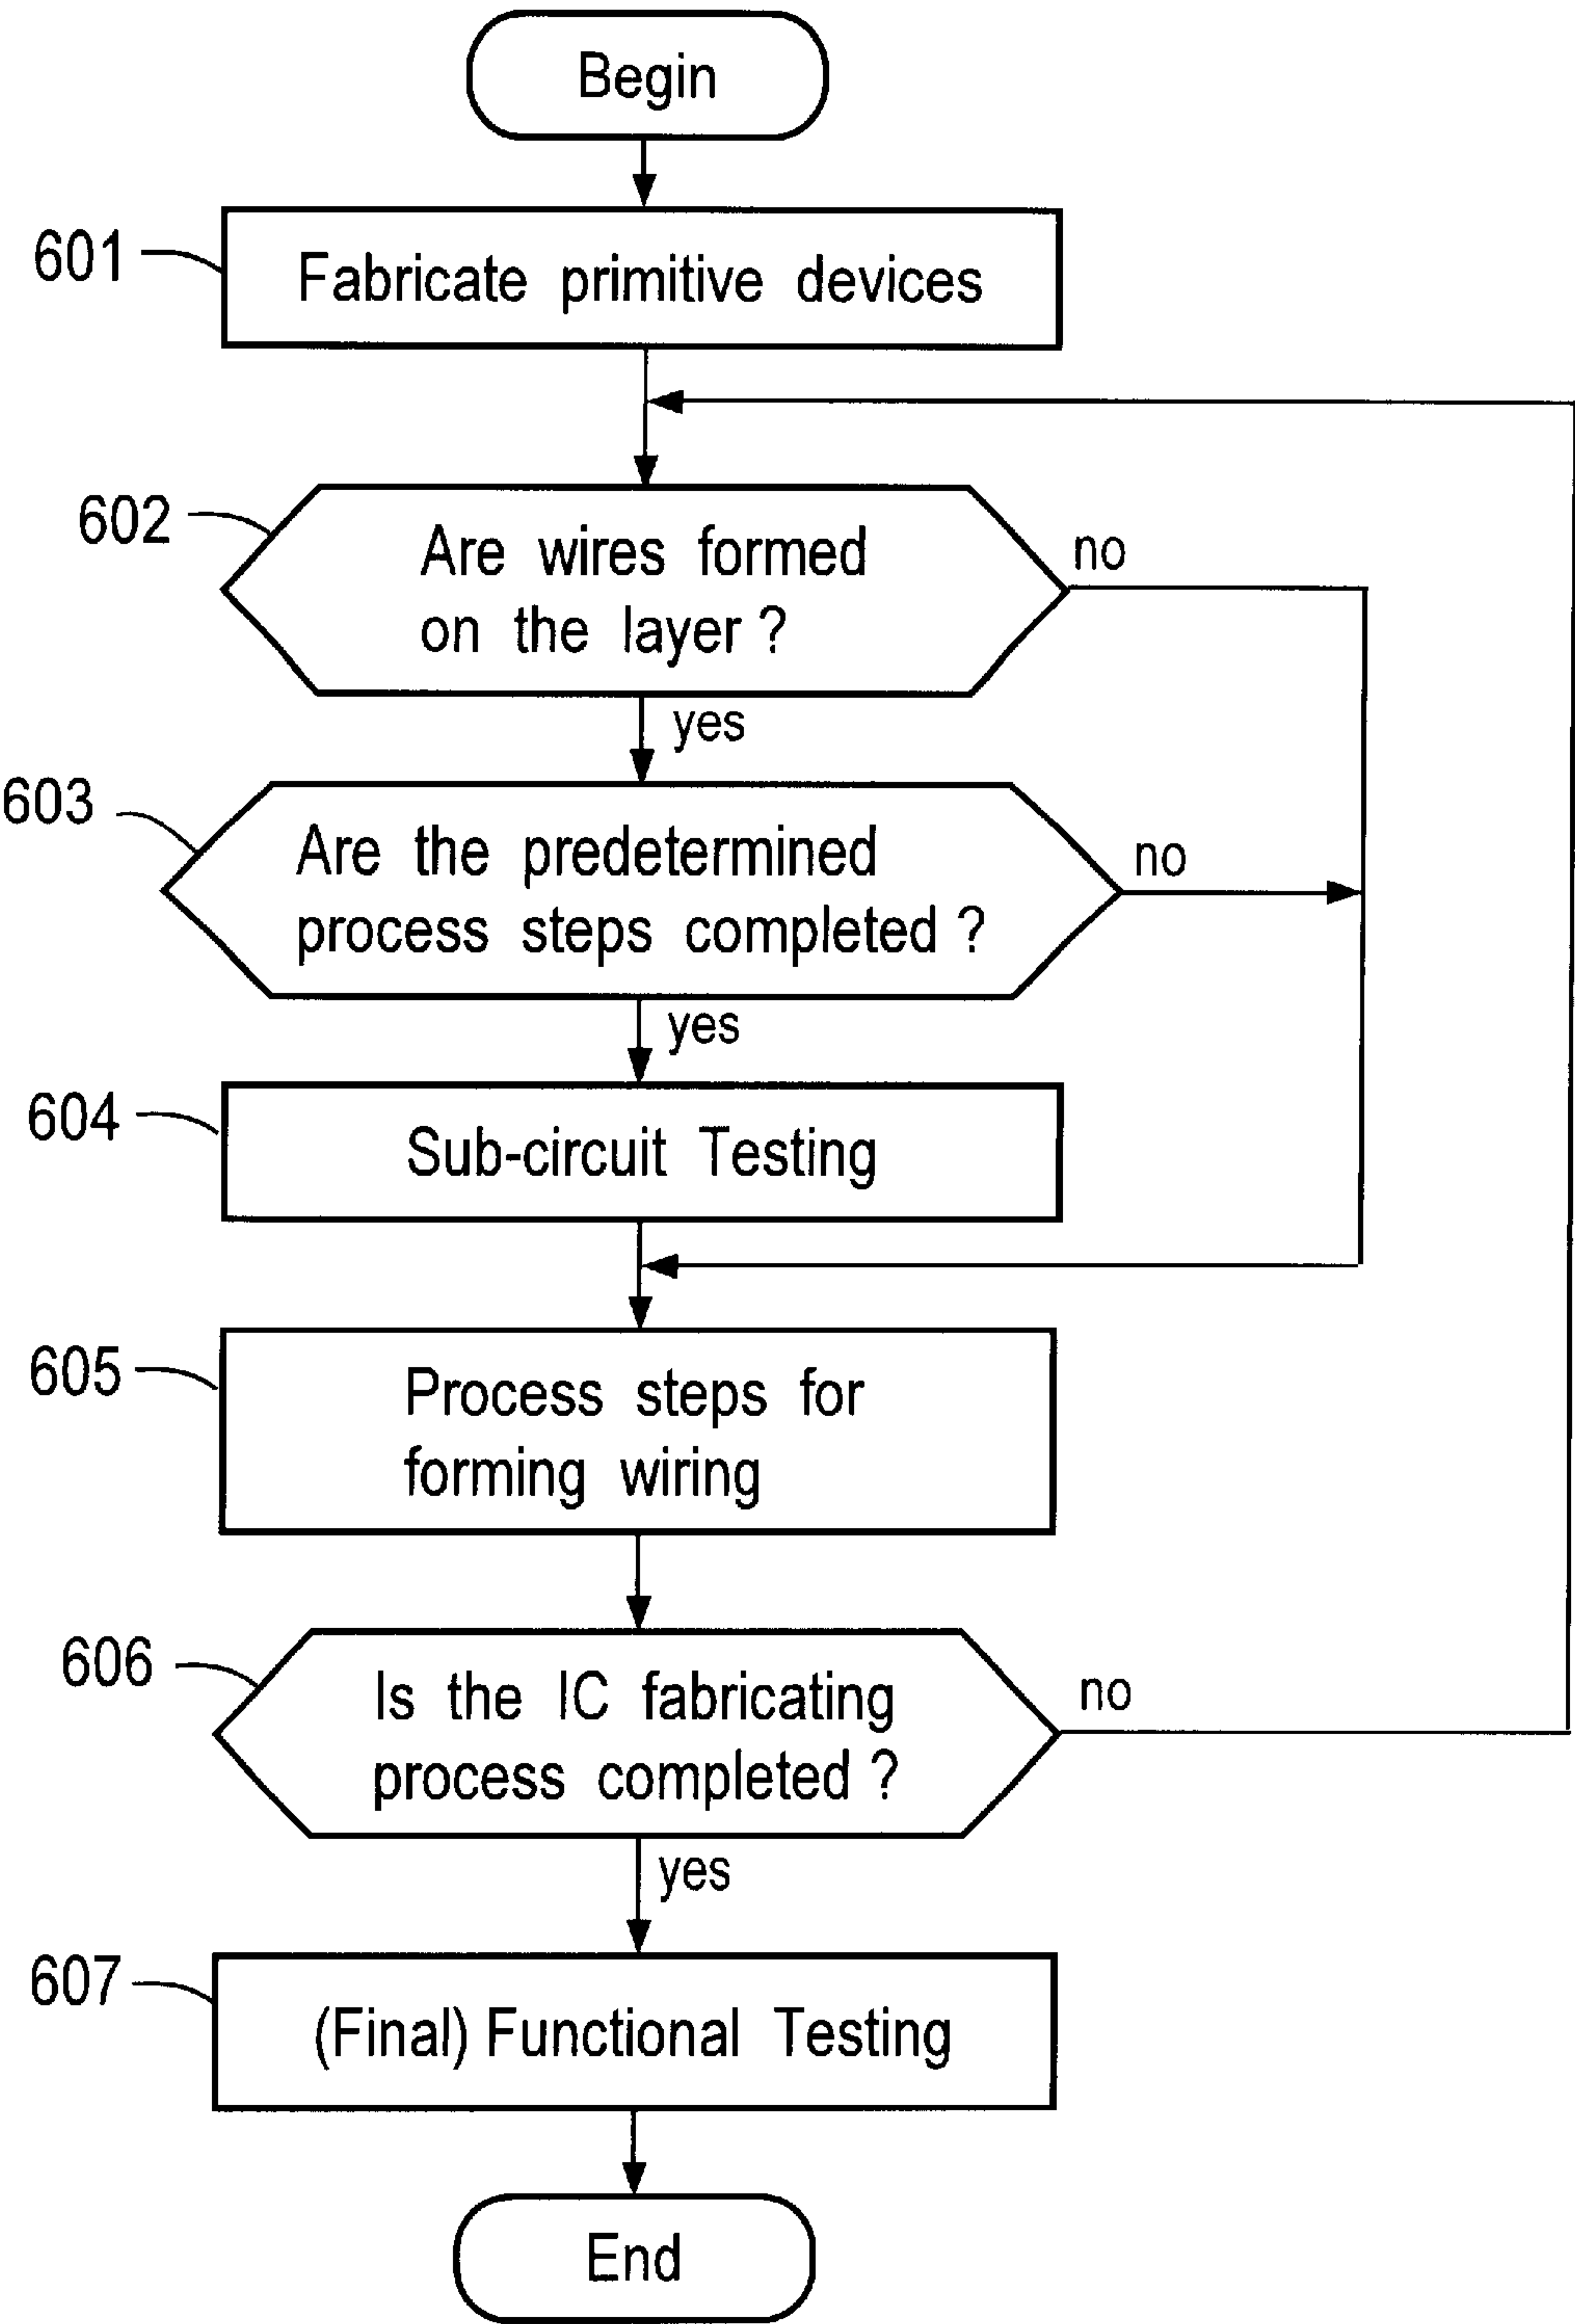 Begin
601
Fabricate primitive devices
602
Are wires formed
on the layer ?
no
yes
603
Are the predetermined
process steps completed ?
no
yes
604
Sub-circuit Testing
605
Process steps for
forming wiring
606
Is the IC fabricating
process completed ?
no
yes
607
(Final) Functional Testing
End